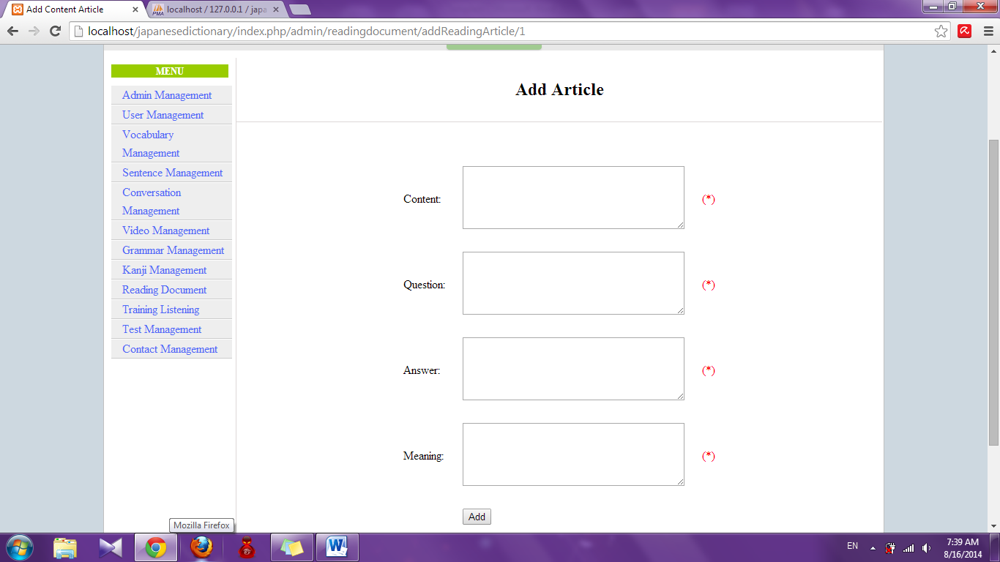 Add Content Article
localhost / 127.0.0.1 / japa
localhost/japanesedictionary/index.php/admin/readingdocument/addReadingArticle/1
MENU
Admin Management
User Management
Vocabulary
Management
Sentence Management
Conversation
Management
Video Management
Grammar Management
Kanji Management
Reading Document
Training Listening
Test Management
Contact Management
Add Article
Content: (*)
Question: (*)
Answer: (*)
Meaning: (*)
Add
Mozilla Firefox
EN
7:39 AM
8/16/2014